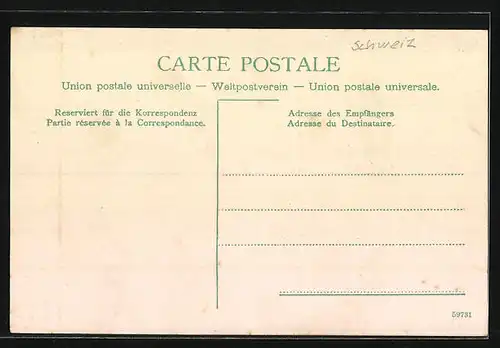 Schweiz
CARTE POSTALE
Union postale universelle — Weltpostverein — Union postale universale.
Reserviert für die Korrespondenz
Partie réservée à la Correspondance.
Adresse des Empfängers
Adresse du Destinataire.
59731